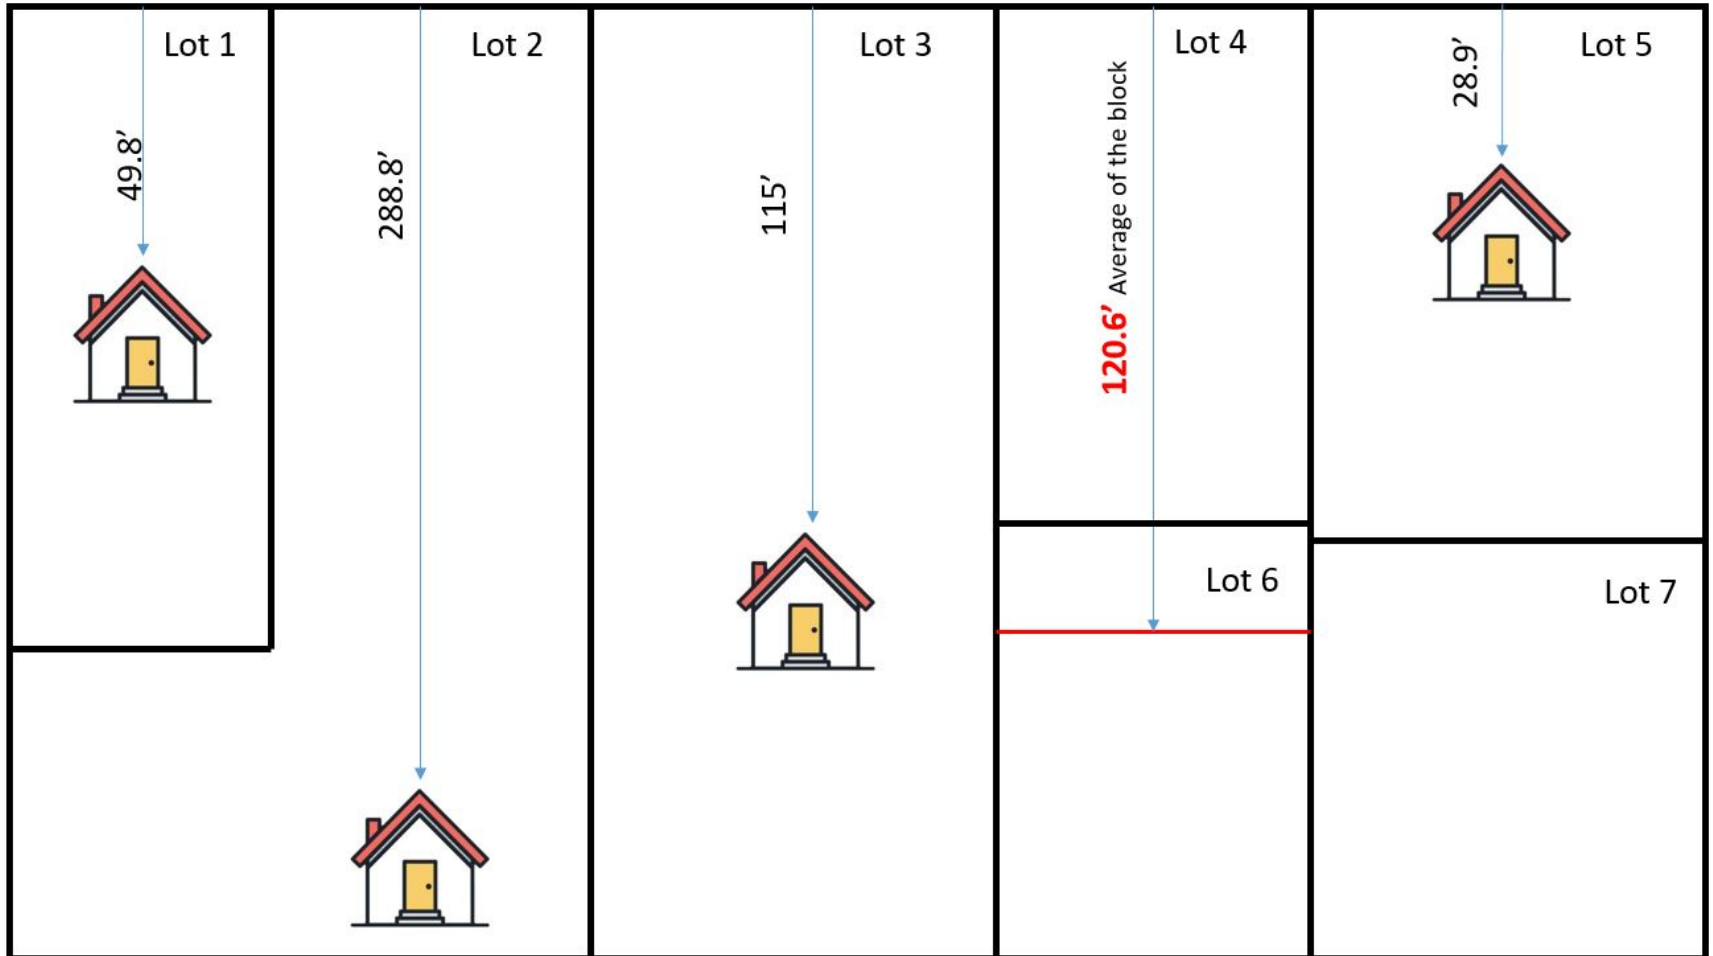 Lot 1
Lot 2
Lot 3
Lot 4
Lot 5
49.8’
288.8’
115’
120.6’ Average of the block
28.9’
Lot 6
Lot 7